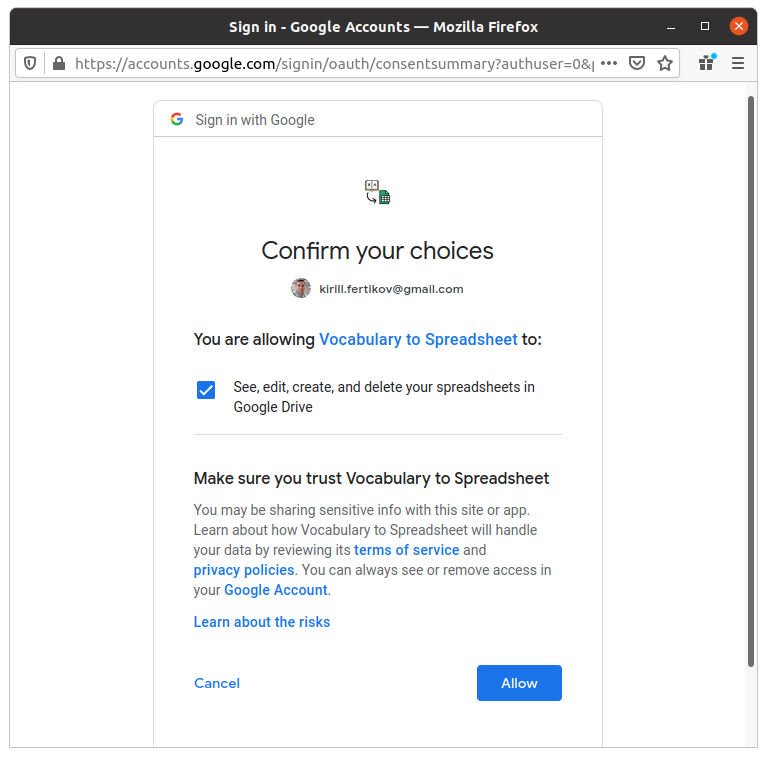 Sign in - Google Accounts — Mozilla Firefox
https://accounts.google.com/signin/oauth/consentsummary?authuser=0&
Sign in with Google
Confirm your choices
kirill.fertikov@gmail.com
You are allowing Vocabulary to Spreadsheet to:
See, edit, create, and delete your spreadsheets in
Google Drive
Make sure you trust Vocabulary to Spreadsheet
You may be sharing sensitive info with this site or app.
Learn about how Vocabulary to Spreadsheet will handle
your data by reviewing its terms of service and
privacy policies. You can always see or remove access in
your Google Account.
Learn about the risks
Cancel
Allow